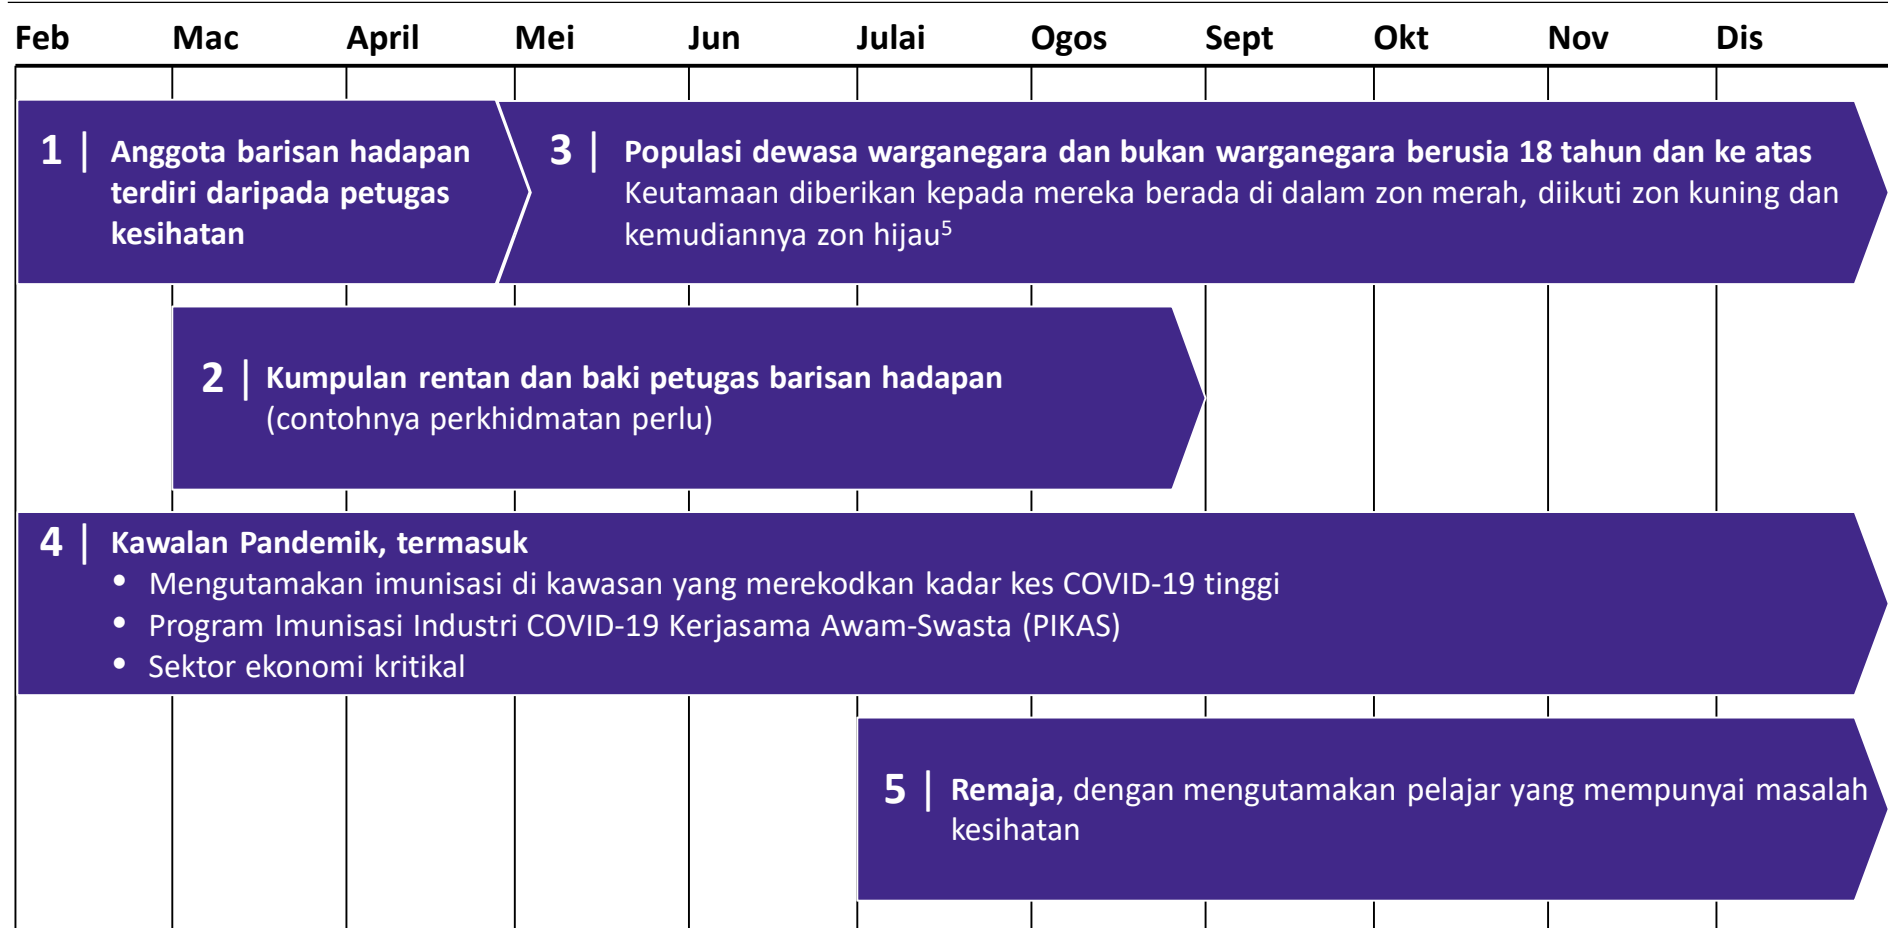 Feb Mac April Mei Jun Julai Ogos Sept Okt Nov Dis
1 | Anggota barisan hadapan
terdiri daripada petugas
kesihatan
3 | Populasi dewasa warganegara dan bukan warganegara berusia 18 tahun dan ke atas
Keutamaan diberikan kepada mereka berada di dalam zon merah, diikuti zon kuning dan
kemudiannya zon hijau⁵
2 | Kumpulan rentan dan baki petugas barisan hadapan
(contohnya perkhidmatan perlu)
4 | Kawalan Pandemik, termasuk
• Mengutamakan imunisasi di kawasan yang merekodkan kadar kes COVID-19 tinggi
• Program Imunisasi Industri COVID-19 Kerjasama Awam-Swasta (PIKAS)
• Sektor ekonomi kritikal
5 | Remaja, dengan mengutamakan pelajar yang mempunyai masalah
kesihatan